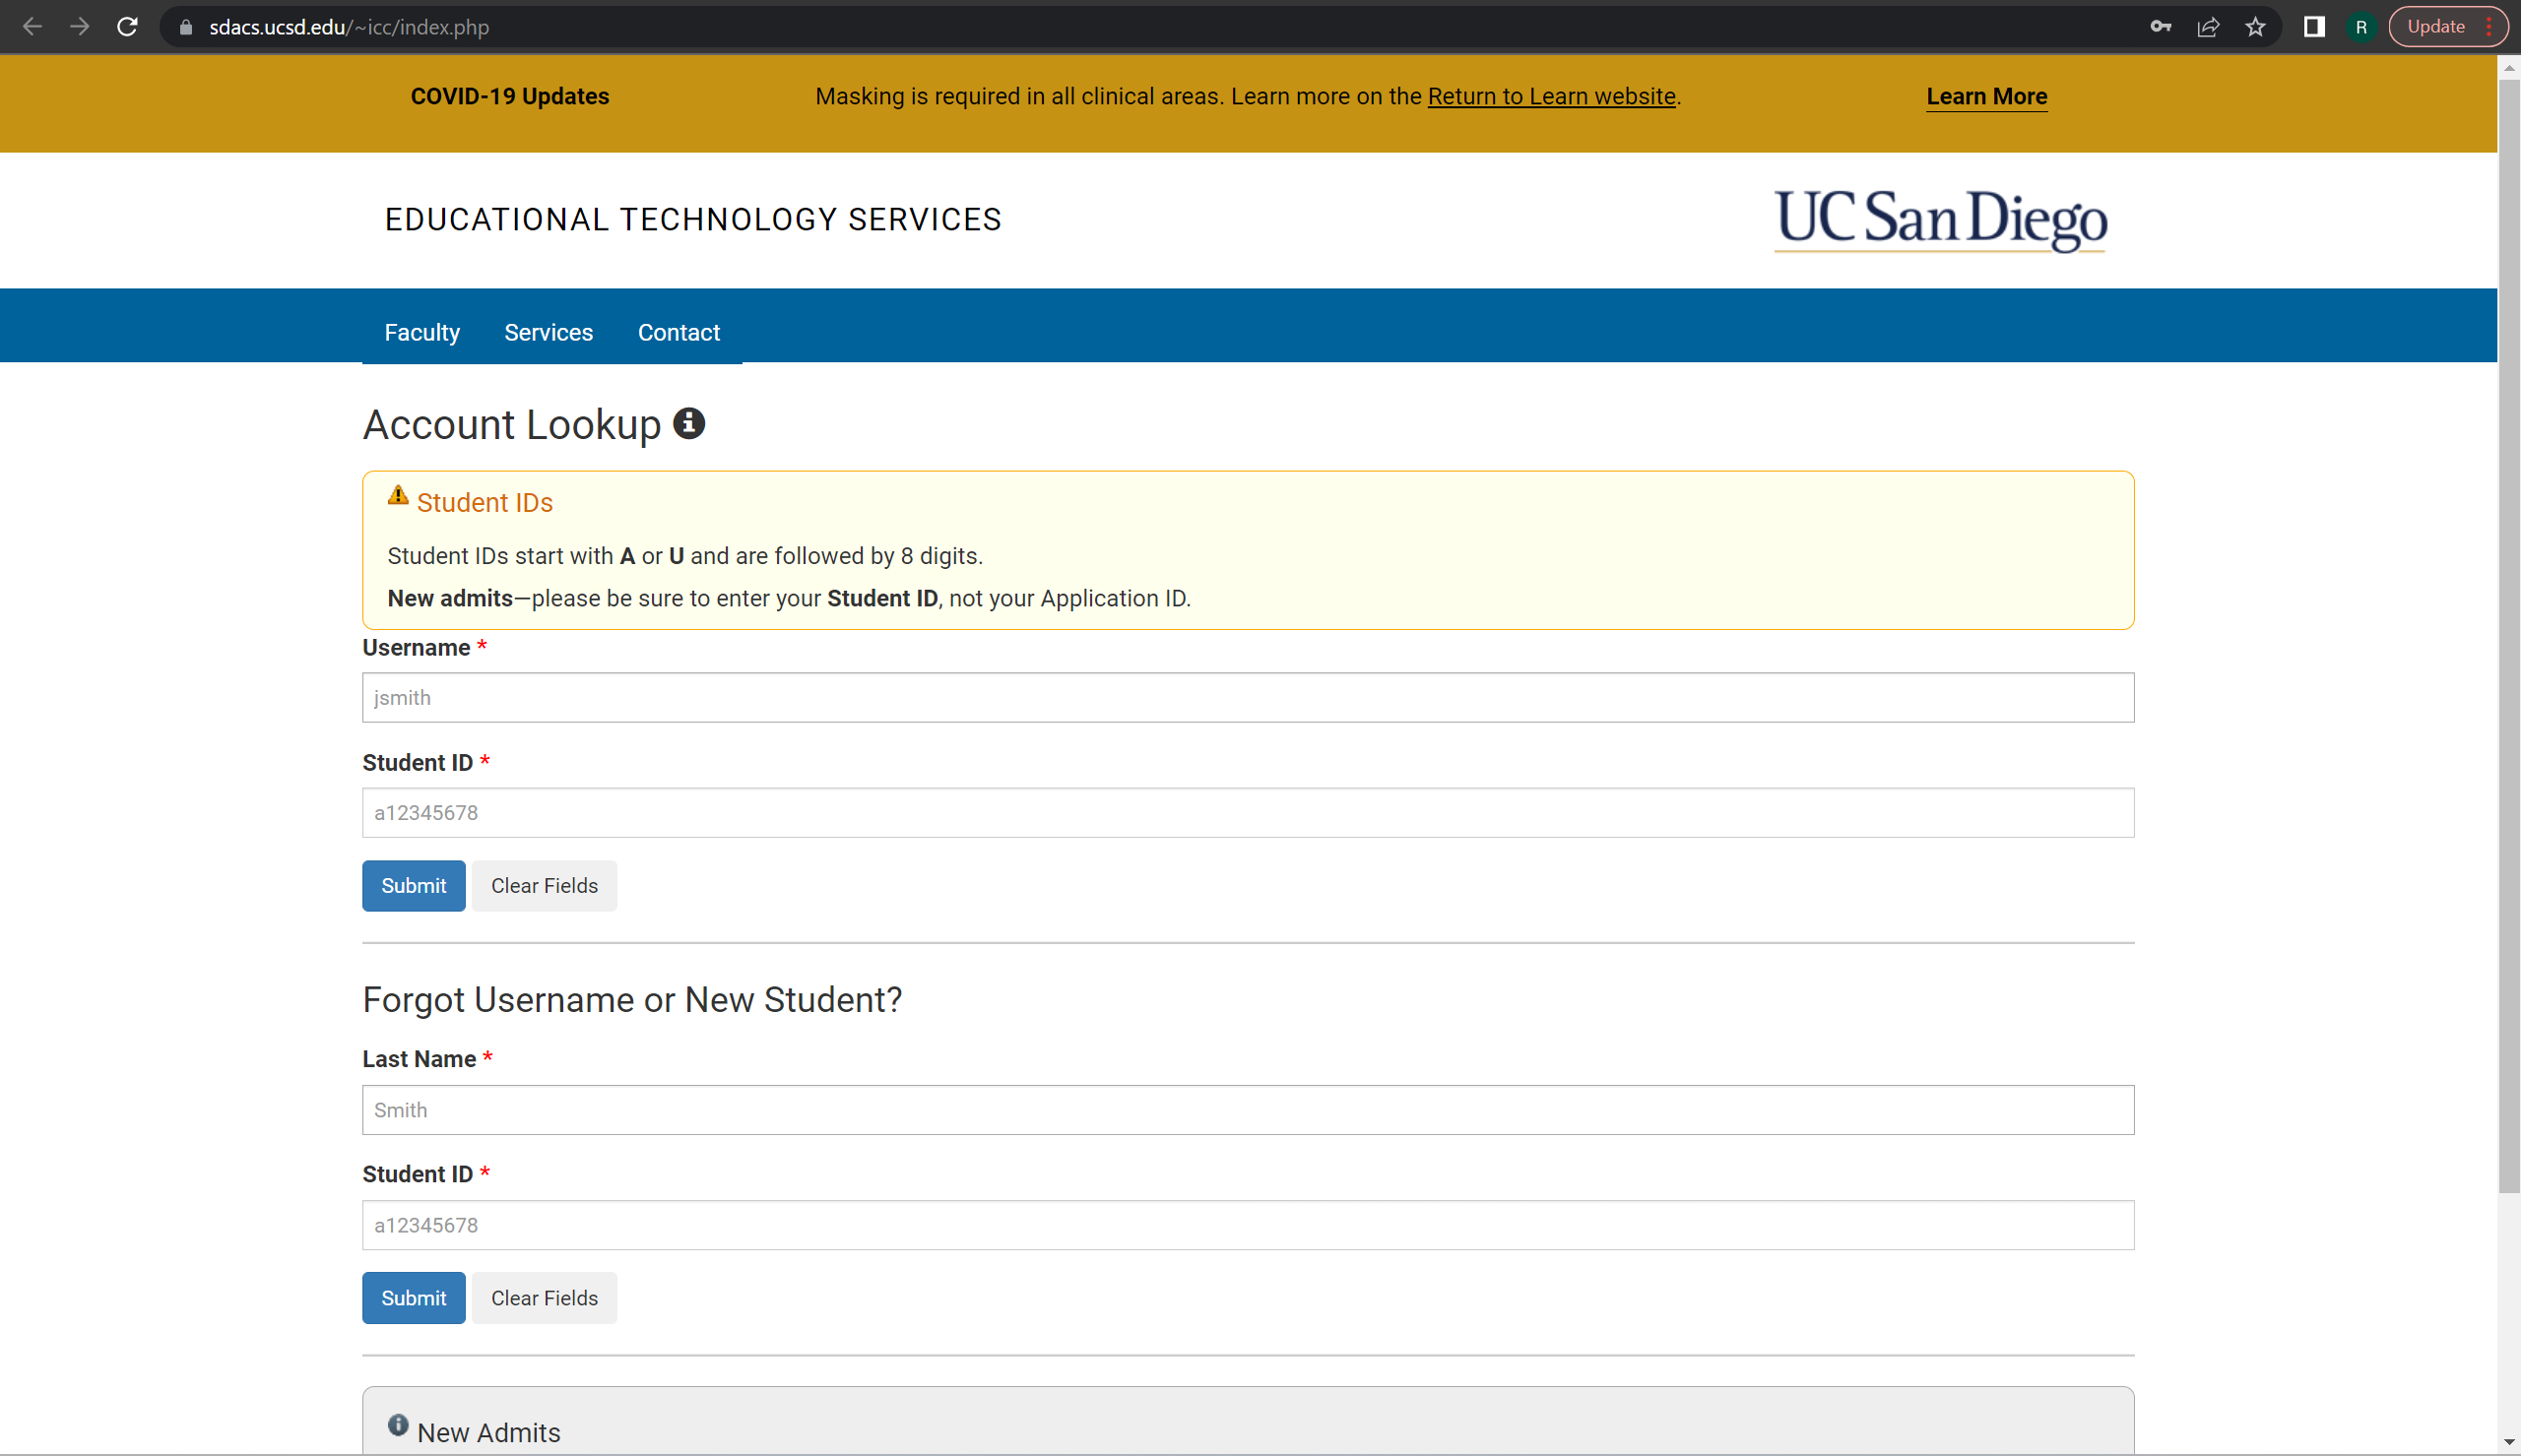 sdacs.ucsd.edu/~icc/index.php
R
Update
COVID-19 Updates
Masking is required in all clinical areas. Learn more on the Return to Learn website.
Learn More
EDUCATIONAL TECHNOLOGY SERVICES
UC San Diego
Faculty
Services
Contact
Account Lookup
Student IDs
Student IDs start with A or U and are followed by 8 digits.
New admits—please be sure to enter your Student ID, not your Application ID.
Username *
jsmith
Student ID *
a12345678
Submit
Clear Fields
Forgot Username or New Student?
Last Name *
Smith
Student ID *
a12345678
Submit
Clear Fields
New Admits